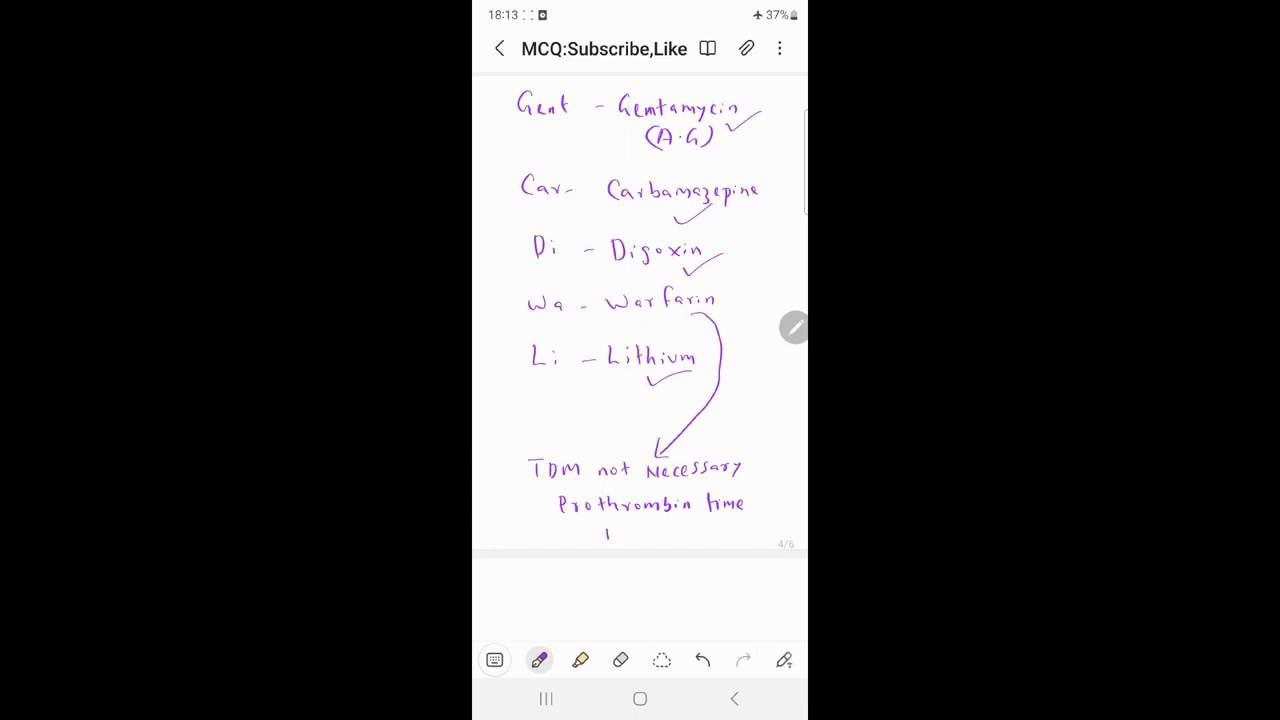 18:13 37%
MCQ:Subscribe,Like
Gent - Gentamycin
(A.G)
Car- Carbamazepine
Di - Digoxin
Wa - Warfarin
Li - Lithium
TDM not Necessary
Prothrombin time
4/6